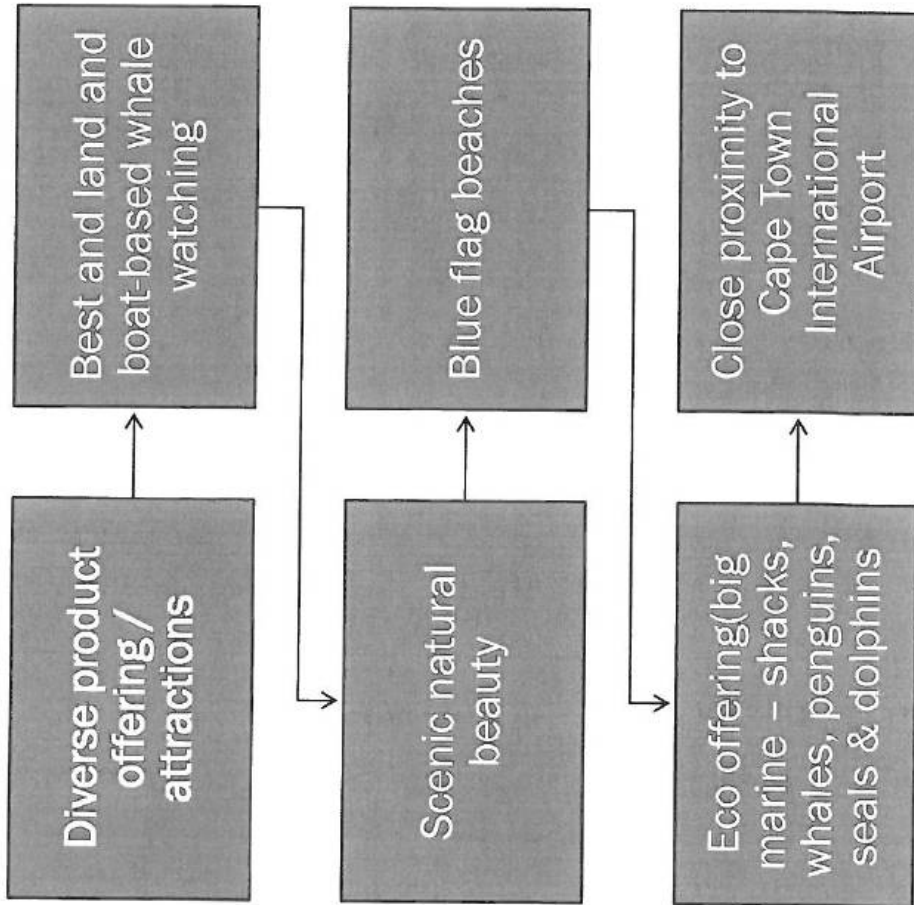 Diverse product
offering/
attractions
Best and land and
boat-based whale
watching
Scenic natural
beauty
Blue flag beaches
Eco offering(big
marine – shacks,
whales, penguins,
seals & dolphins
Close proximity to
Cape Town
International
Airport